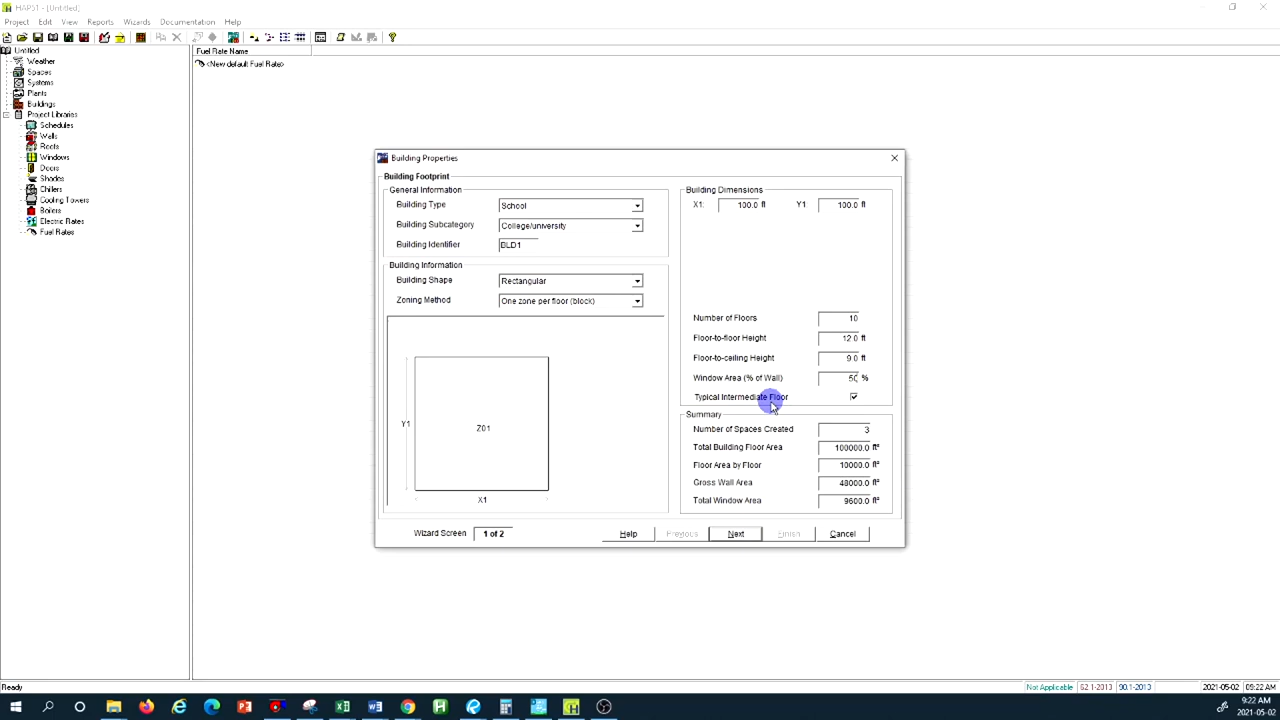 HAP51 - [Untitled]
Project Edit View Reports Wizards Documentation Help
Untitled
Weather
Spaces
Systems
Plants
Buildings
Project Libraries
Schedules
Walls
Roofs
Windows
Doors
Shades
Chillers
Cooling Towers
Boilers
Electric Rates
Fuel Rates
Fuel Rate Name
<New default Fuel Rate>
Building Properties
Building Footprint
General Information
Building Type School
Building Subcategory College/university
Building Identifier BLD1
Building Information
Building Shape Rectangular
Zoning Method One zone per floor (block)
Y1
Z01
X1
Building Dimensions
X1: 100.0 ft Y1: 100.0 ft
Number of Floors 10
Floor-to-floor Height 12.0 ft
Floor-to-ceiling Height 9.0 ft
Window Area (% of Wall) 50 %
Typical Intermediate Floor
Summary
Number of Spaces Created 3
Total Building Floor Area 100000.0 ft²
Floor Area by Floor 10000.0 ft²
Gross Wall Area 48000.0 ft²
Total Window Area 9600.0 ft²
Wizard Screen 1 of 2 Help Previous Next Finish Cancel
Ready Not Applicable 62.1-2013 90.1-2013 2021-05-02 09:22 AM
9:22 AM
2021-05-02